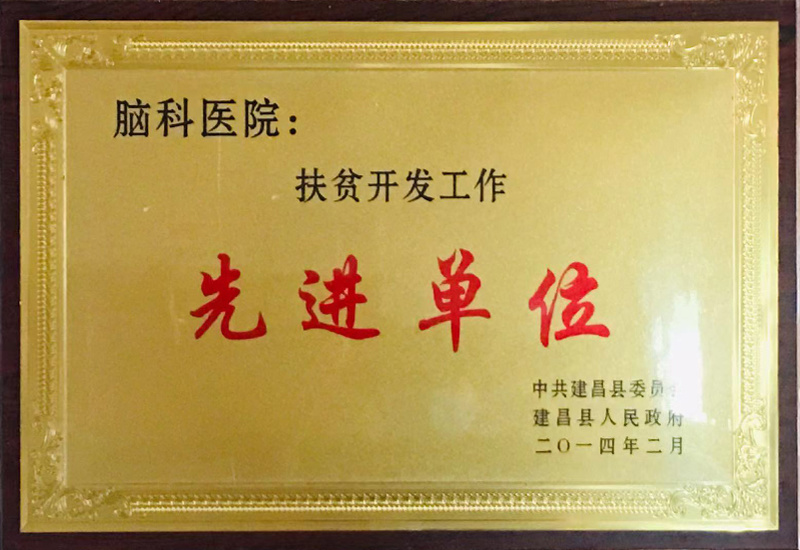 脑科医院：
扶贫开发工作
先进单位
中共建昌县委员
建昌县人民政府
二〇一四年二月